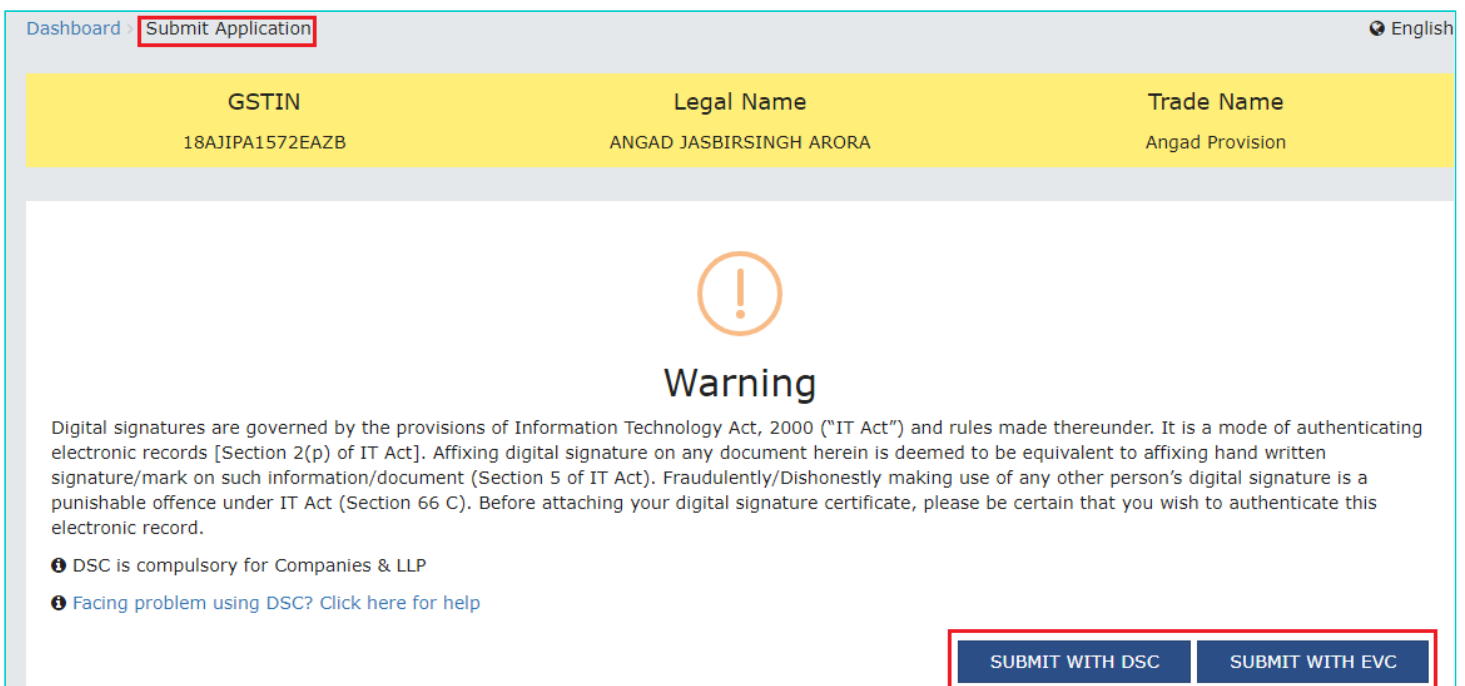 Dashboard › Submit Application English
GSTIN Legal Name Trade Name
18AJIPA1572EAZB ANGAD JASBIRSINGH ARORA Angad Provision
Warning
Digital signatures are governed by the provisions of Information Technology Act, 2000 (“IT Act”) and rules made thereunder. It is a mode of authenticating
electronic records [Section 2(p) of IT Act]. Affixing digital signature on any document herein is deemed to be equivalent to affixing hand written
signature/mark on such information/document (Section 5 of IT Act). Fraudulently/Dishonestly making use of any other person’s digital signature is a
punishable offence under IT Act (Section 66 C). Before attaching your digital signature certificate, please be certain that you wish to authenticate this
electronic record.
DSC is compulsory for Companies & LLP
Facing problem using DSC? Click here for help
SUBMIT WITH DSC SUBMIT WITH EVC